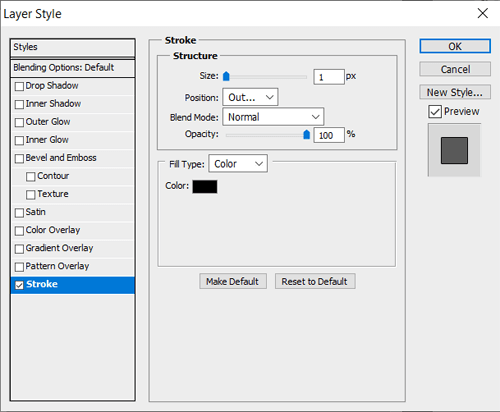 Layer Style
Styles
Blending Options: Default
Drop Shadow
Inner Shadow
Outer Glow
Inner Glow
Bevel and Emboss
Contour
Texture
Satin
Color Overlay
Gradient Overlay
Pattern Overlay
Stroke
Stroke
Structure
Size: 1 px
Position: Out...
Blend Mode: Normal
Opacity: 100 %
Fill Type: Color
Color:
Make Default Reset to Default
OK
Cancel
New Style...
Preview